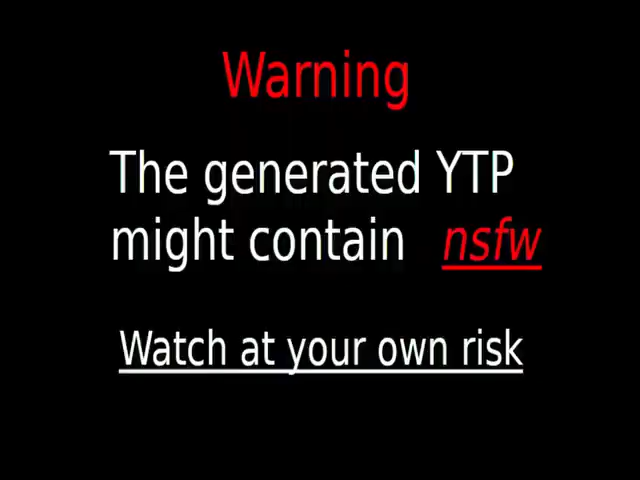 Warning
The generated YTP
might contain nsfw
Watch at your own risk